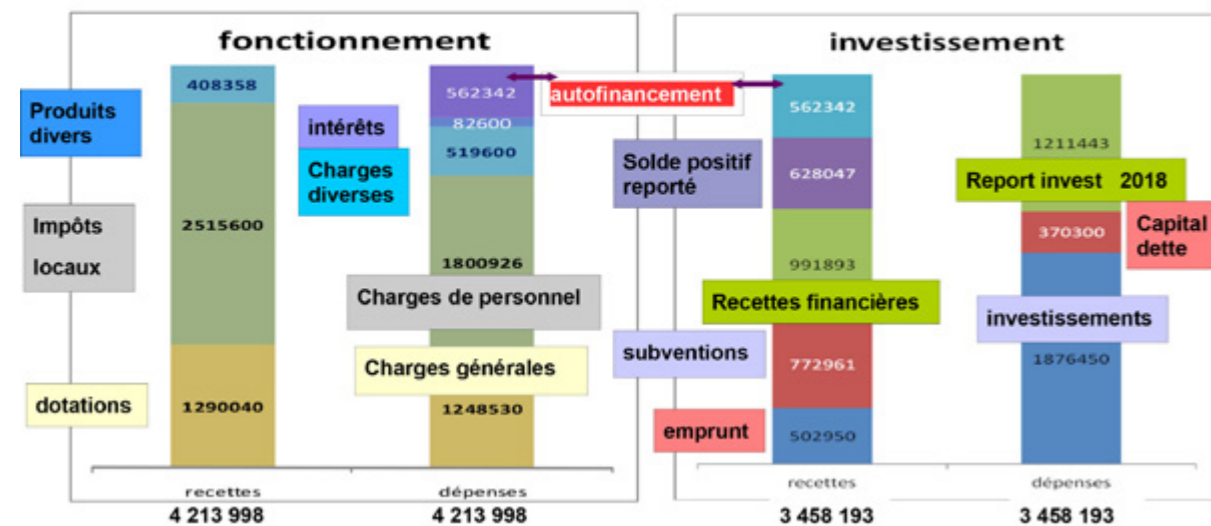 fonctionnement
408358
Produits
divers
Impôts
locaux
2515600
dotations
1290040
562342
82600
519600
intérêts
Charges
diverses
1800926
Charges de personnel
Charges générales
1248530
recettes
dépenses
4 213 998
4 213 998
autofinancement
investissement
562342
Solde positif
reporté
628047
991893
Recettes financières
subventions
772961
emprunt
502950
1211443
Report invest 2018
370300
Capital
dette
investissements
1876450
recettes
dépenses
3 458 193
3 458 193